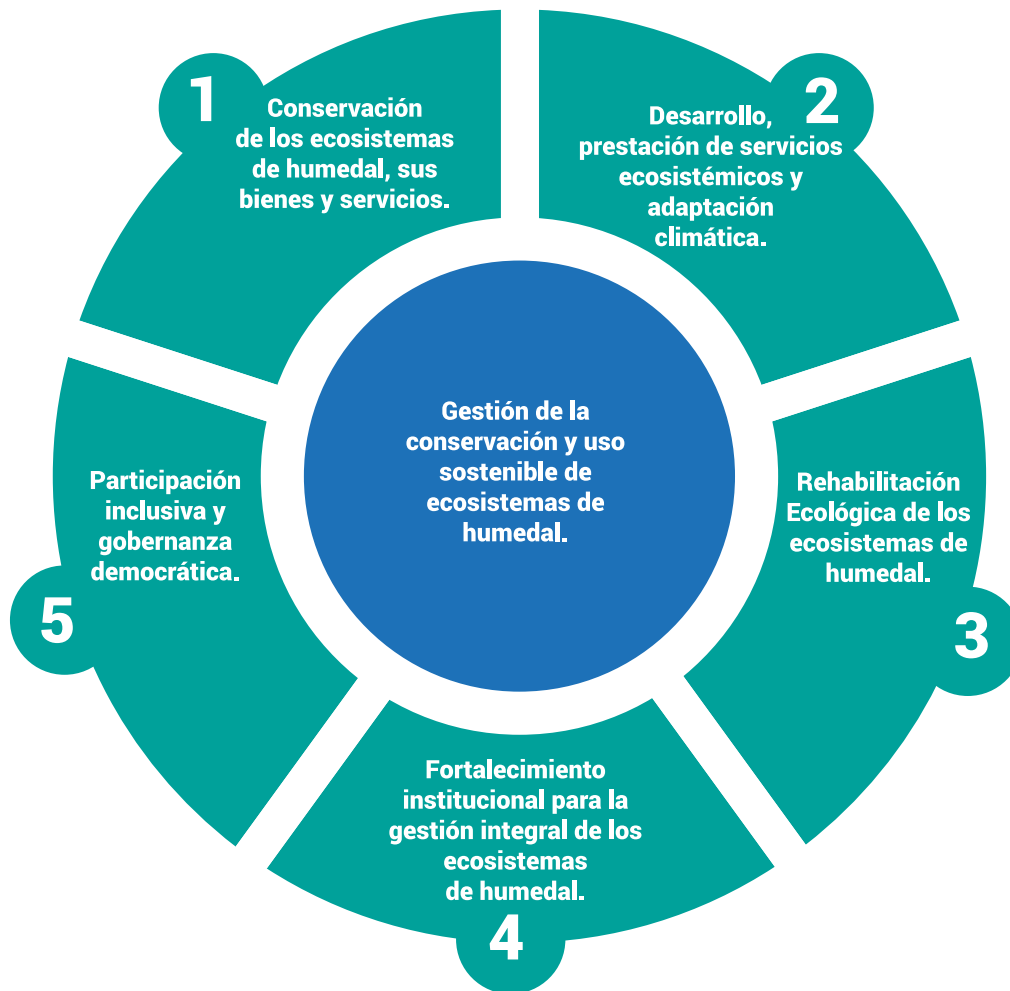 1
Conservación
de los ecosistemas
de humedal, sus
bienes y servicios.
2
Desarrollo,
prestación de servicios
ecosistémicos y
adaptación
climática.
Gestión de la
conservación y uso
sostenible de
ecosistemas de
humedal.
Rehabilitación
Ecológica de los
ecosistemas de
humedal.
3
Fortalecimiento
institucional para la
gestión integral de los
ecosistemas
de humedal.
4
Participación
inclusiva y
gobernanza
democrática.
5